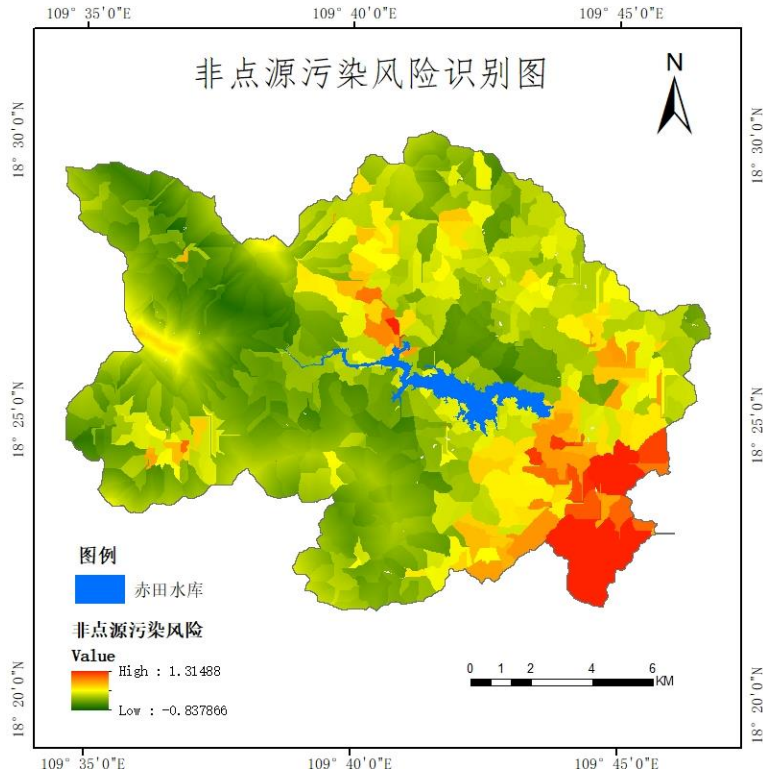 109° 35'0"E 109° 40'0"E 109° 45'0"E
非点源污染风险识别图
N
18° 30'0"N 18° 30'0"N
18° 25'0"N 18° 25'0"N
图例
赤田水库
非点源污染风险
Value
High : 1.31488
Low : -0.837866
0 1 2 4 6
KM
18° 20'0"N 18° 20'0"N
109° 35'0"E 109° 40'0"E 109° 45'0"E